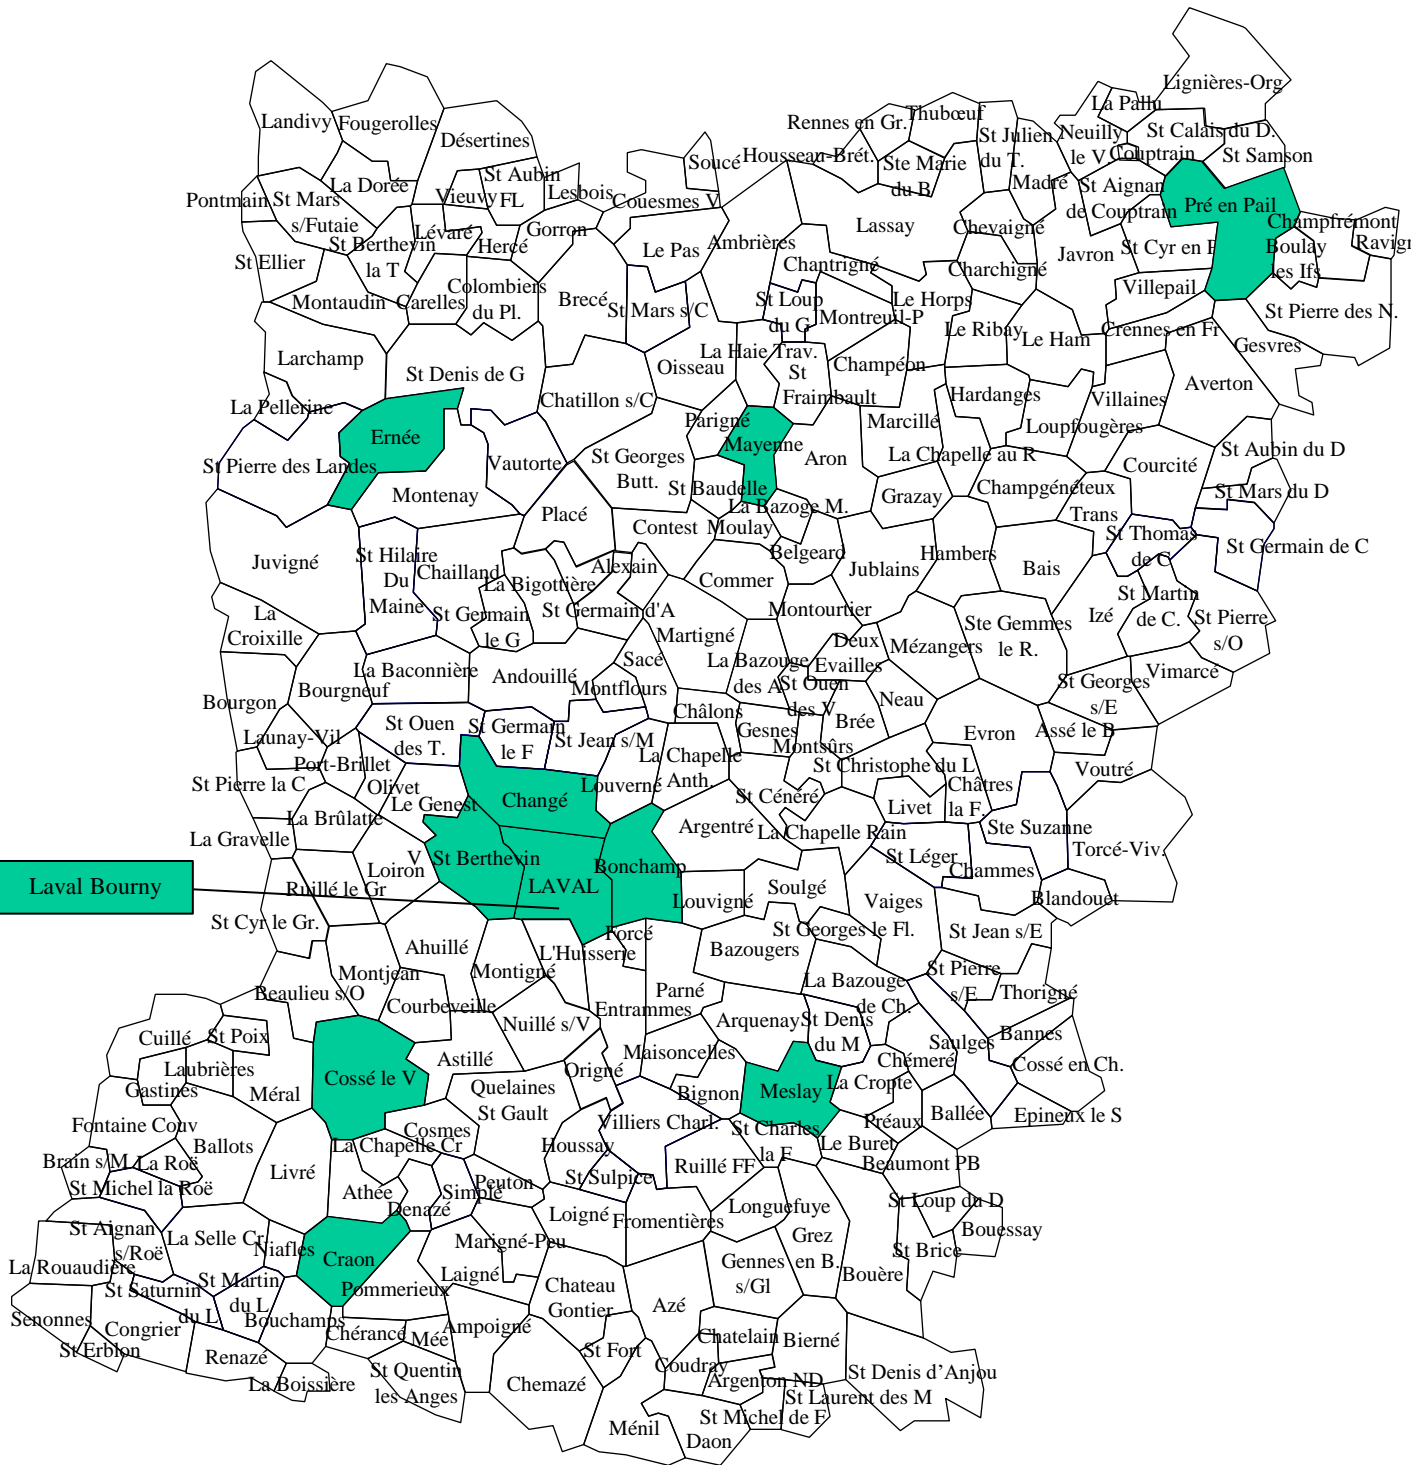 Lignières-Org
La Pallu
Landivy
Fougerolles
Désertines
Rennes en Gr.
Thubœuf
St Julien
du T.
Neuilly
le V
St Calais du D.
Couptrain
St Samson
Soucé
Housseau-Brét.
Ste Marie
du B
Madré
St Aignan
de Couptrain
Pré en Pail
La Dorée
Vieuvy
St Aubin
FL
Lesbois
Couesmes V
Pontmain
St Mars
s/Futaie
Lassay
Chevaigné
Champfrémont
Ravign
St Berthevin
la T
Lévaré
Hercé
Gorron
Le Pas
Ambrières
St Ellier
Chantrigné
Charchigné
Javron
St Cyr en P
Boulay
les Ifs
Montaudin
Carelles
Colombiers
du Pl.
Brecé
St Mars s/C
St Loup
du G
Montreuil-P
Le Horps
Villepail
St Pierre des N.
Larchamp
Le Ribay
Le Ham
Crennes en Fr
Gesvres
La Haie Trav.
Oisseau
St
Fraimbault
Champéon
St Denis de G
Averton
La Pellerine
Chatillon s/C
Hardanges
Villaines
Ernée
Parigné
Mayenne
Marcillé
Loupfougères
St Pierre des Landes
Vautorte
St Georges
Butt.
Aron
La Chapelle au R
Courcité
St Aubin du D
Montenay
St Baudelle
Grazay
Champgénéteux
St Mars du D
Placé
La Bazoge M.
Trans
Contest
Moulay
Juvigné
St Hilaire
Du
Maine
Chailland
Alexain
Belgeard
Hambers
St Thomas
de C
St Germain de C
La Bigottière
Commer
Jublains
Bais
St Germain
le G
St Germain d'A
Montourtier
St Martin
de C.
La
Croixille
Martigné
Ste Gemmes
le R.
Izé
St Pierre
s/O
Deux
Evailles
Mézangers
La Baconnière
Andouillé
Sacé
La Bazouge
des A
Vimarcé
Bourgon
Bourgneuf
Montflours
St Ouen
des V
St Georges
s/E
Neau
Châlons
Launay-Vil
St Ouen
des T.
St Germain
le F
St Jean s/M
Gesnes
Brée
Evron
Assé le B
Montsûrs
Port-Brillet
La Chapelle
Anth.
St Christophe du L
Voutré
St Pierre la C
Olivet
Louverné
Châtres
la F.
Le Genest
Changé
St Cénéré
Livet
La Brûlatte
Argentré
La Chapelle Rain
Ste Suzanne
La Gravelle
Torcé-Viv.
Loiron
V
St Berthevin
Bonchamp
St Léger
Chammes
Laval Bourny
Ruillé le Gr
LAVAL
Louvigné
Soulgé
Vaiges
Blandouet
St Cyr le Gr.
Forcé
St Georges le Fl.
St Jean s/E
Ahuillé
L'Huisserie
Bazougers
Montjean
Montigné
La Bazouge
de Ch.
St Pierre
s/E
Thorigné
Beaulieu s/O
Courbeveille
Parné
Entrammes
Cuillé
St Poix
Nuillé s/V
Arquenay
St Denis
du M
Saulges
Bannes
Astillé
Maisoncelles
Chémeré
Cossé en Ch.
Laubrières
Cossé le V
Origné
Gastines
Méral
Quelaines
St Gault
Bignon
Meslay
La Cropte
Epineux le S
Fontaine Couv
Ballots
Cosmes
Villiers Charl.
St Charles
la F
Préaux
Ballée
Le Buret
Brain s/M
La Roë
La Chapelle Cr
Houssay
Beaumont PB
St Michel la Roë
Livré
Athée
Simplé
Peuton
St Sulpice
Ruillé FF
Denazé
Longuefuye
St Loup du D
Loigné
Fromentières
Bouessay
St Aignan
s/Roë
La Selle Cr
Niafles
Craon
Marigné-Peu
Grez
en B.
St Brice
La Rouaudière
Laigné
Gennes
s/Gl
Bouère
St Saturnin
du L
St Martin
du L
Pommerieux
Chateau
Gontier
Azé
Senonnes
Bouchamps
Congrier
Chérancé
Mée
Ampoigné
Chatelain
Bierné
St Erblon
Renazé
St Fort
Coudray
La Boissière
St Quentin
les Anges
Chemazé
Argenton ND
St Denis d’Anjou
St Laurent des M
St Michel de F
Ménil
Daon